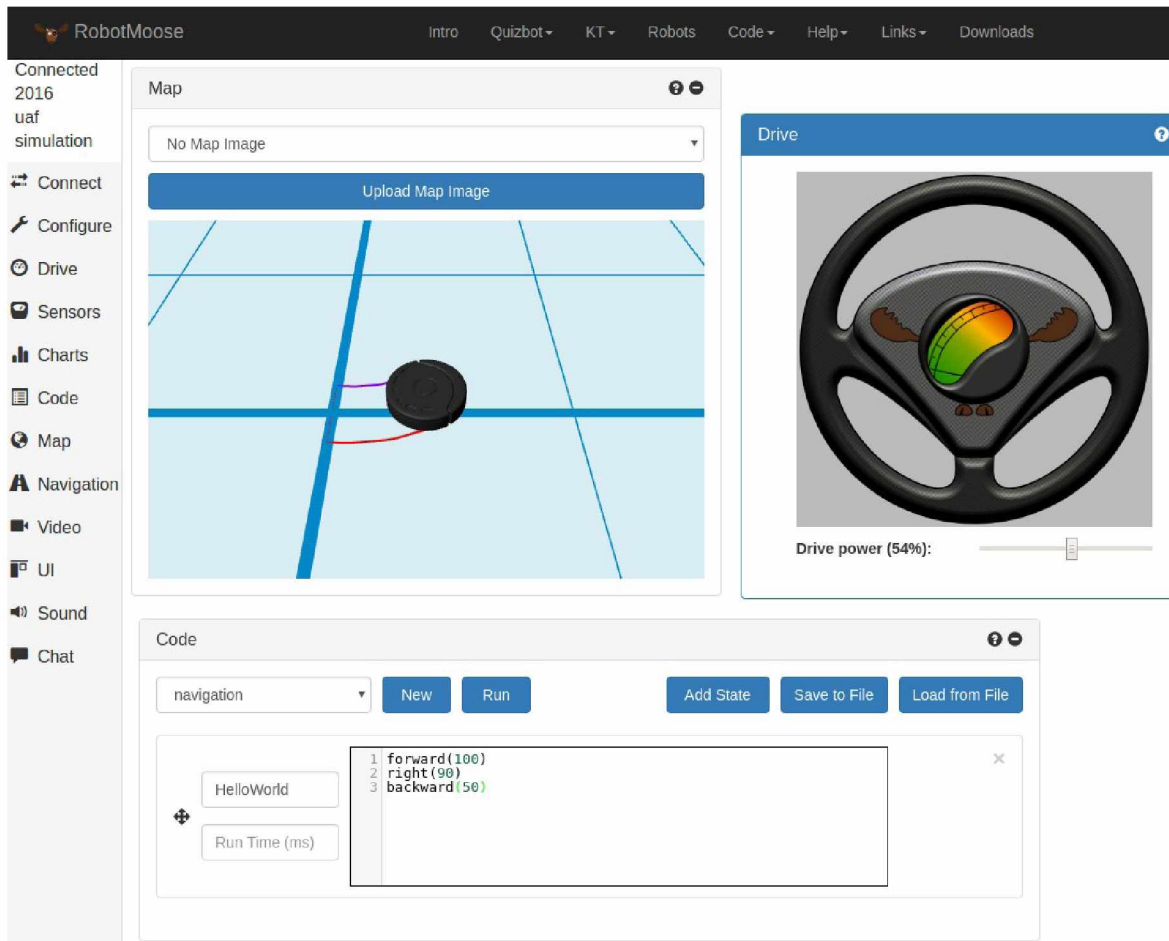 RobotMoose
Intro
Quizbot
KT
Robots
Code
Help
Links
Downloads
Connected
2016
uaf
simulation
Connect
Configure
Drive
Sensors
Charts
Code
Map
Navigation
Video
UI
Sound
Chat
Map
No Map Image
Upload Map Image
Drive
Drive power (54%):
Code
navigation
New
Run
Add State
Save to File
Load from File
HelloWorld
Run Time (ms)
1 forward(100)
2 right(90)
3 backward(50)